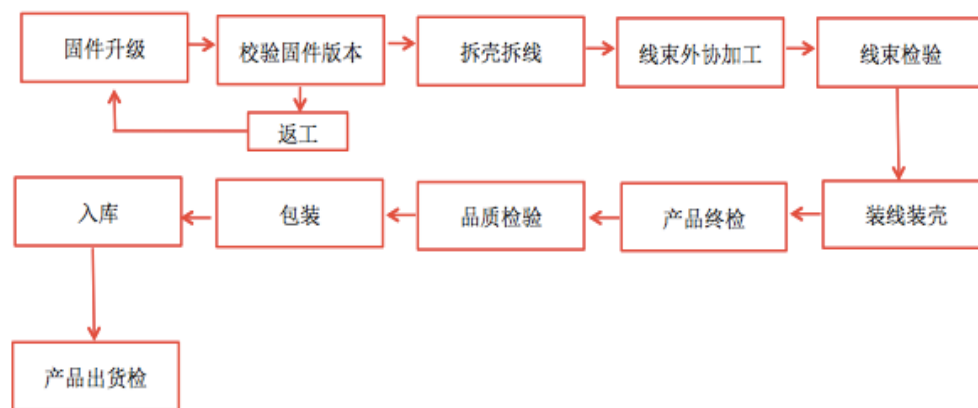 固件升级
校验固件版本
拆壳拆线
线束外协加工
线束检验
返工
入库
包装
品质检验
产品终检
装线装壳
产品出货检